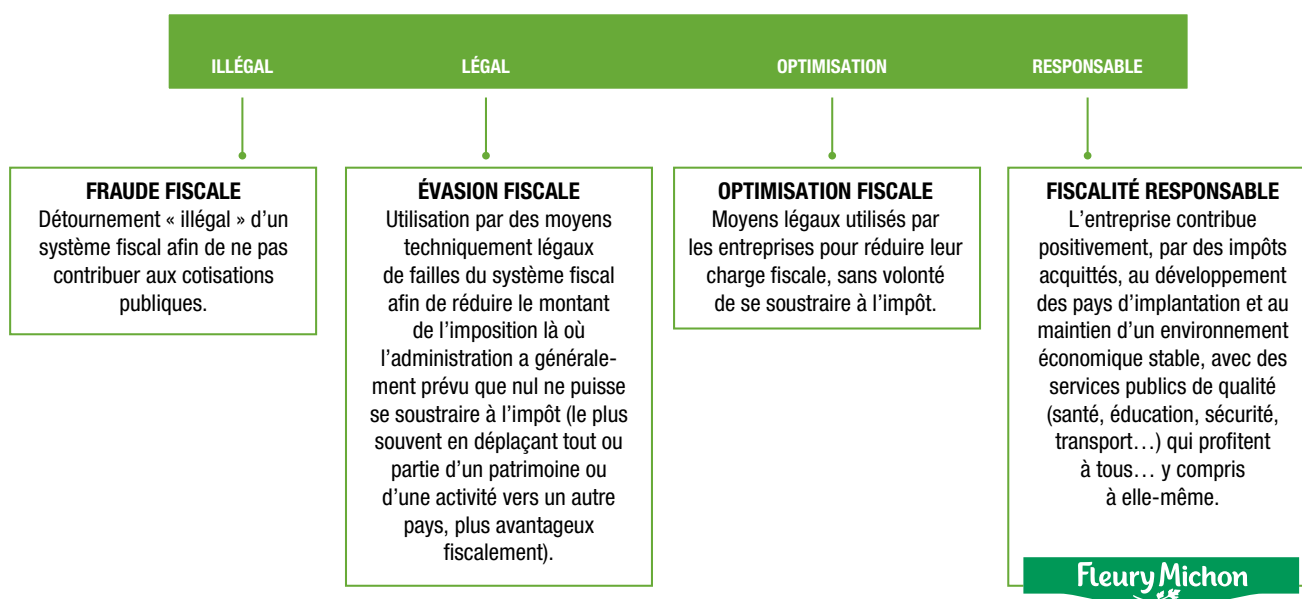 ILLÉGAL
LÉGAL
OPTIMISATION
RESPONSABLE
FRAUDE FISCALE
Détournement « illégal » d’un
système fiscal afin de ne pas
contribuer aux cotisations
publiques.
ÉVASION FISCALE
Utilisation par des moyens
techniquement légaux
de failles du système fiscal
afin de réduire le montant
de l’imposition là où
l’administration a générale-
ment prévu que nul ne puisse
se soustraire à l’impôt (le plus
souvent en déplaçant tout ou
partie d’un patrimoine ou
d’une activité vers un autre
pays, plus avantageux
fiscalement).
OPTIMISATION FISCALE
Moyens légaux utilisés par
les entreprises pour réduire leur
charge fiscale, sans volonté
de se soustraire à l’impôt.
FISCALITÉ RESPONSABLE
L’entreprise contribue
positivement, par des impôts
acquittés, au développement
des pays d’implantation et au
maintien d’un environnement
économique stable, avec des
services publics de qualité
(santé, éducation, sécurité,
transport…) qui profitent
à tous… y compris
à elle-même.
Fleury Michon